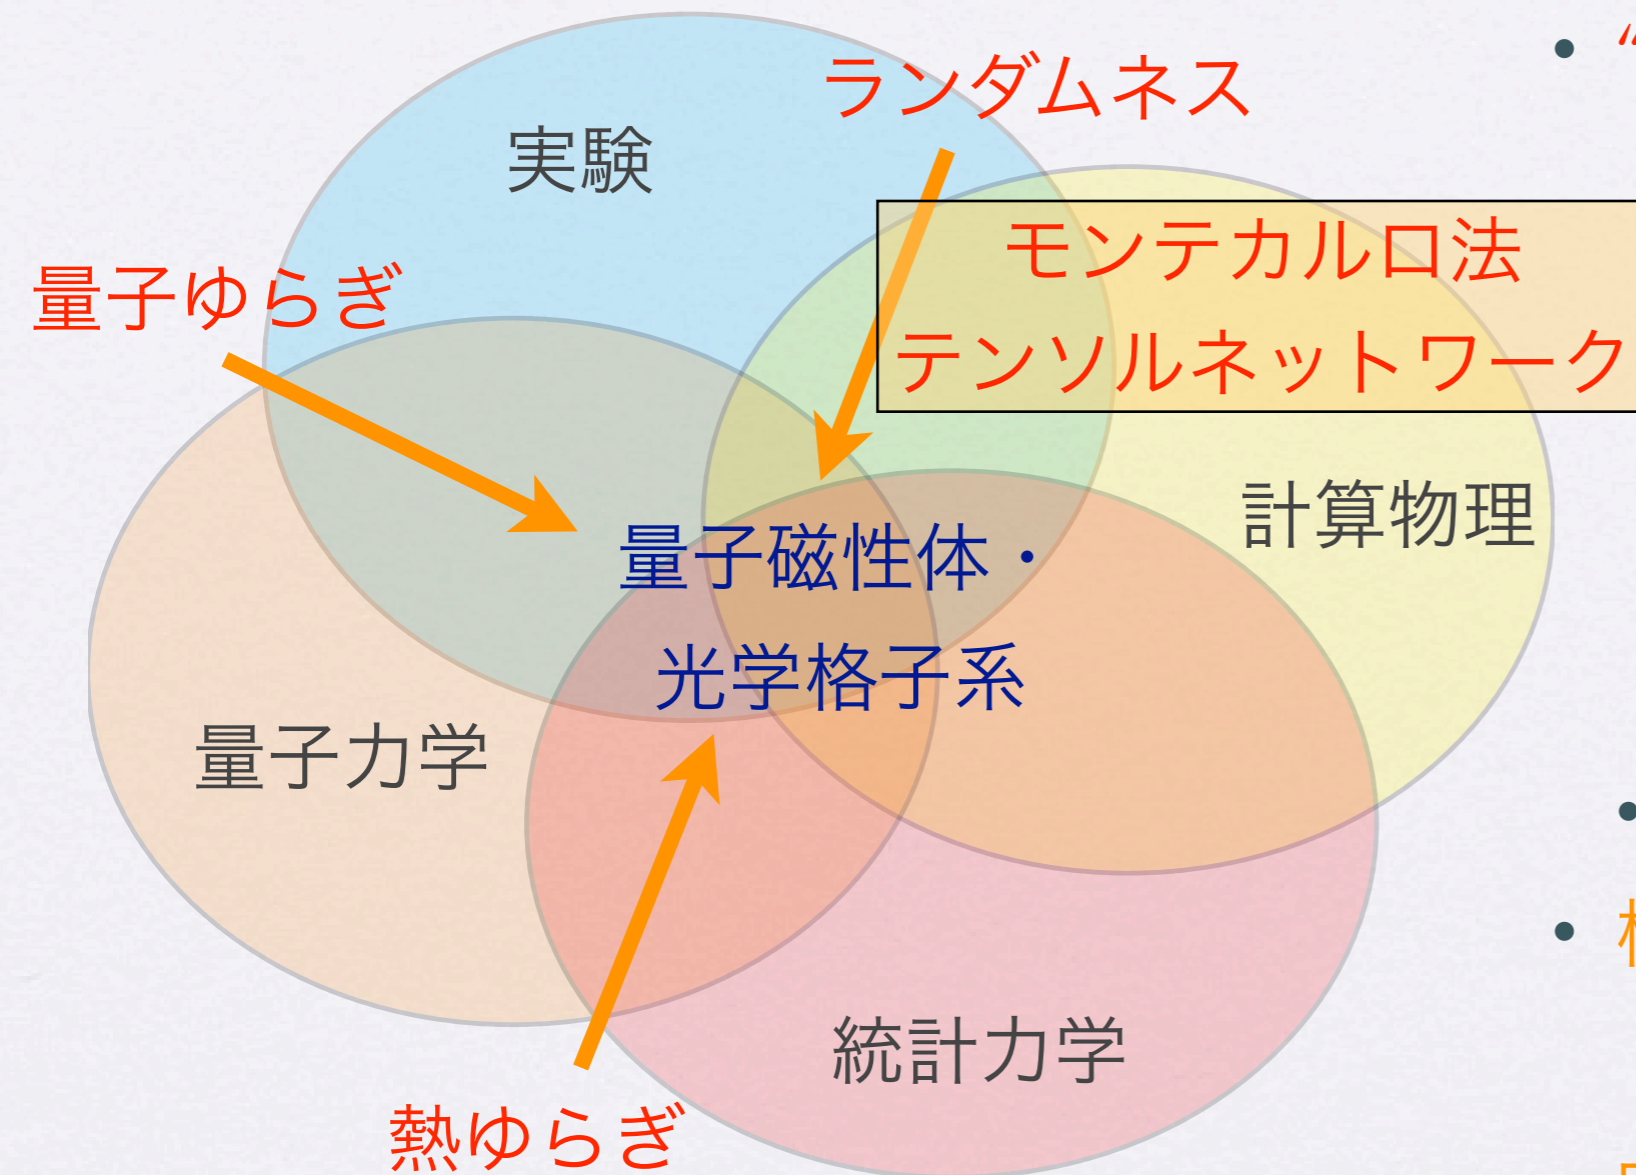 ランダムネス
実験
モンテカルロ法
量子ゆらぎ
テンソルネットワーク
計算物理
量子磁性体・
光学格子系
量子力学
統計力学
熱ゆらぎ